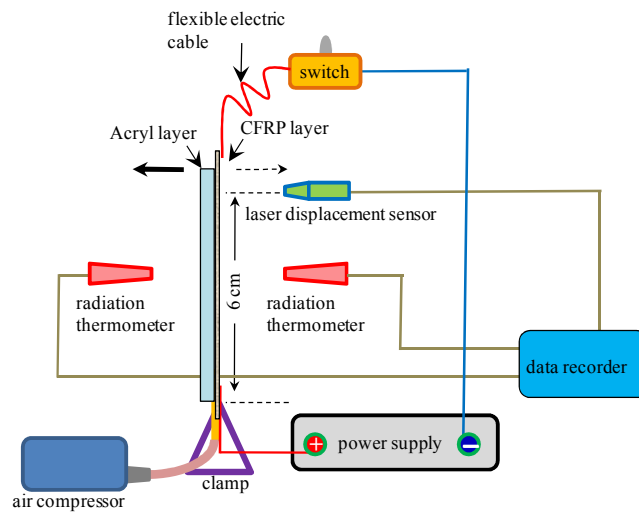 flexible electric
cable
switch
Acryl layer
CFRP layer
laser displacement sensor
6 cm
radiation
thermometer
radiation
thermometer
data recorder
+
power supply
−
clamp
air compressor